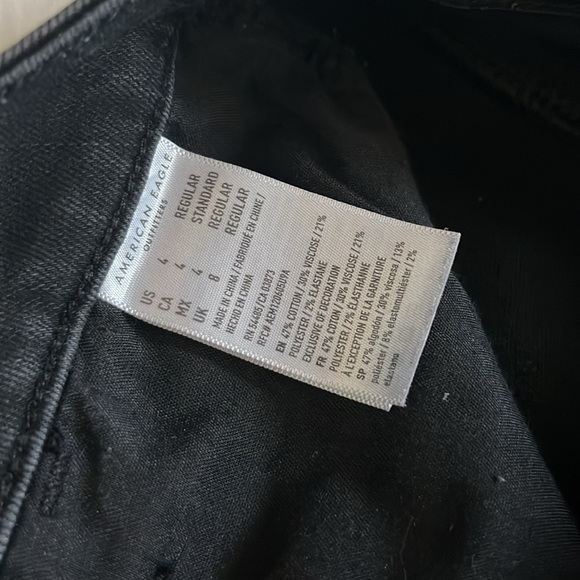 AMERICAN EAGLE
OUTFITTERS
US 4 REGULAR
CA 4 STANDARD
MX 4 REGULAR
UK 8 REGULAR
MADE IN CHINA / FABRIQUÉ EN CHINE /
HECHO EN CHINA
RN 54485 / CA 03873
REF.# AEM12046509A
EN 47% COTTON / 30% VISCOSE / 21%
POLYESTER / 2% ELASTANE
EXCLUSIVE OF DECORATION
FR 47% COTON / 30% VISCOSE / 21%
POLYESTER / 2% ÉLASTHANNE
À L'EXCEPTION DE LA GARNITURE
SP 47% algodón / 30% viscosa / 13%
poliéster / 8% elastomultiéster / 2%
elastano